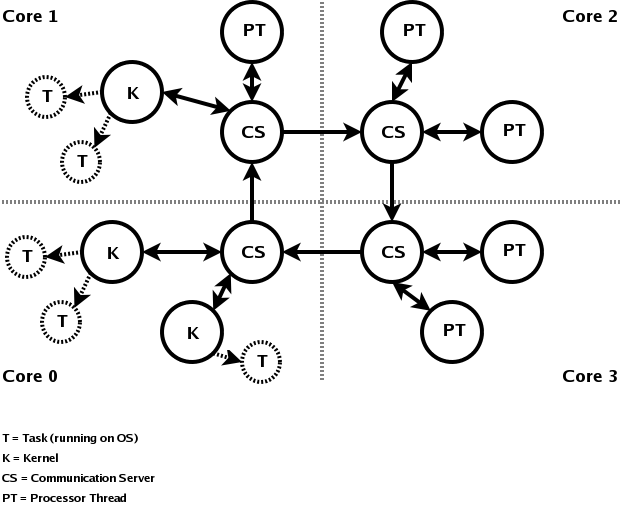 Core 1
Core 2
PT
PT
K
T
CS
CS
PT
T
T
K
CS
CS
PT
T
K
T
PT
Core 0
Core 3
T = Task (running on OS)
K = Kernel
CS = Communication Server
PT = Processor Thread